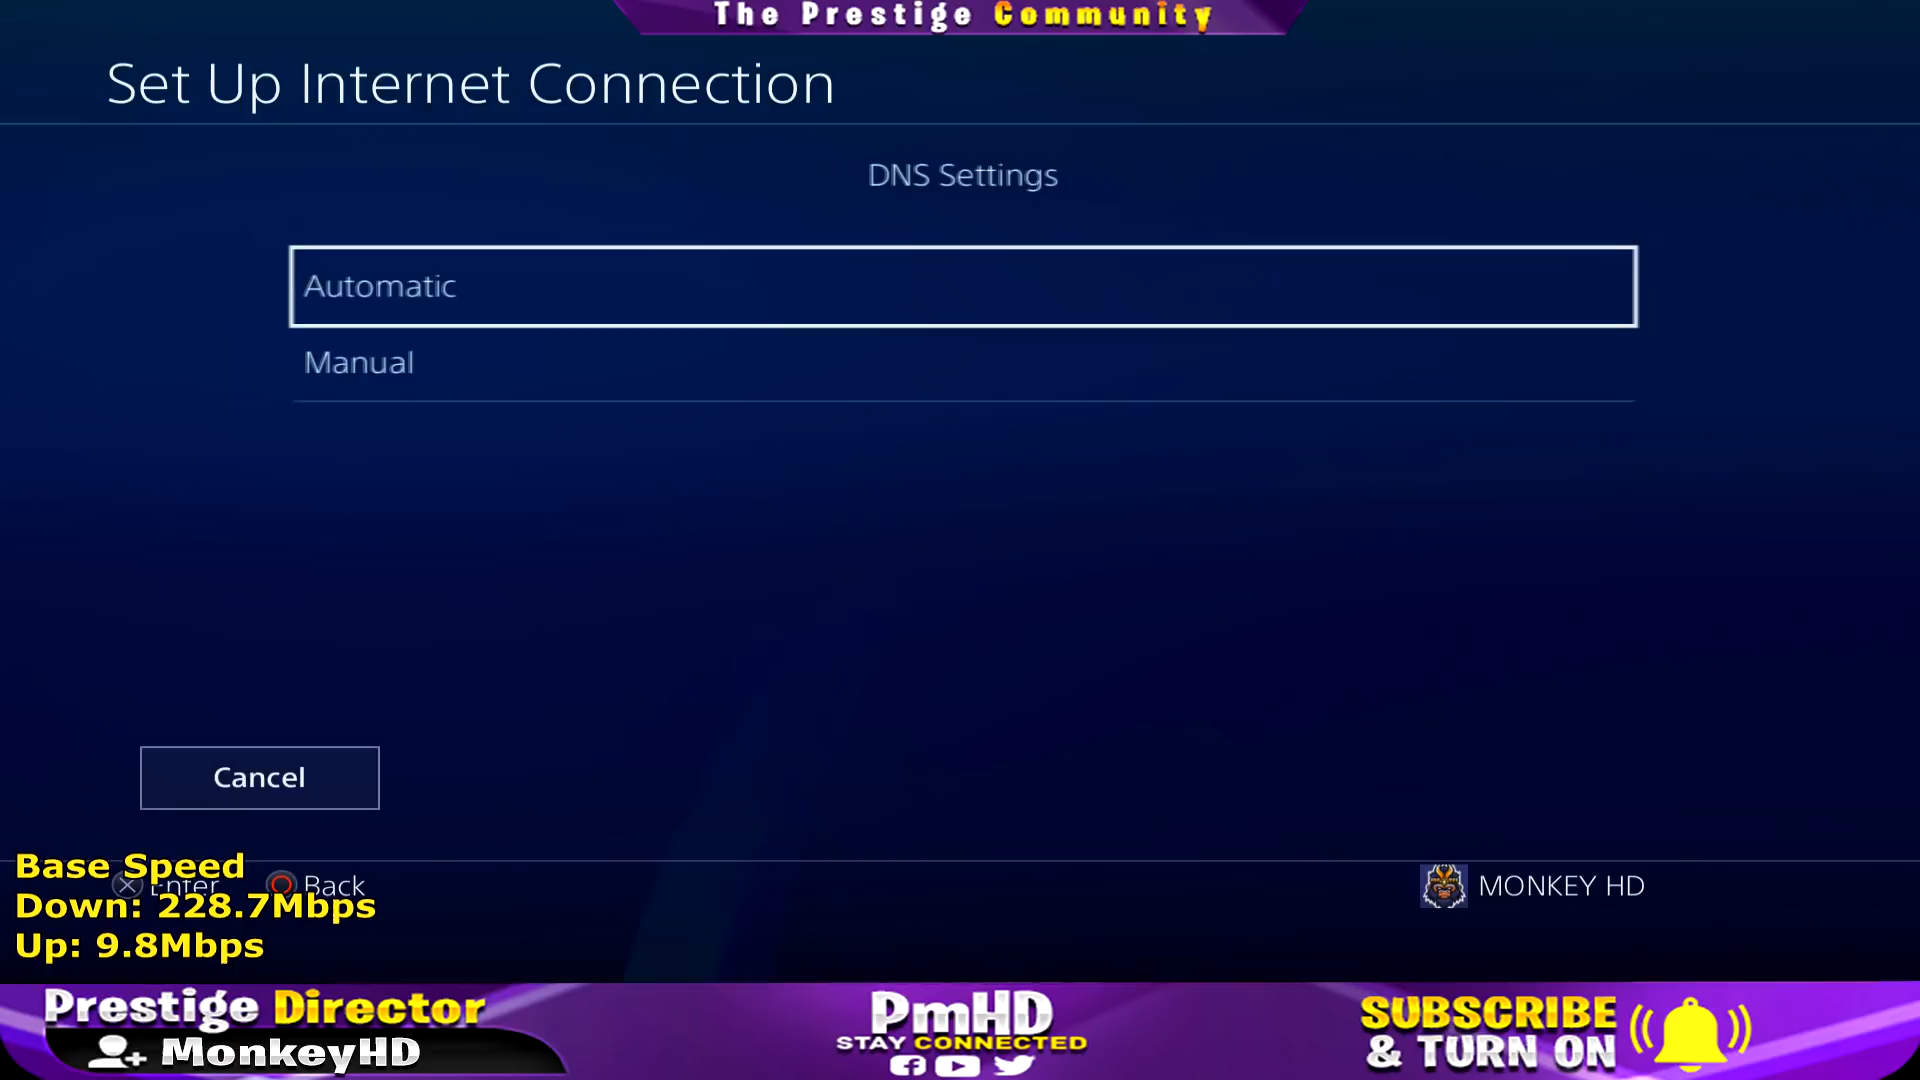 The Prestige Community
Set Up Internet Connection
DNS Settings
Automatic
Manual
Cancel
Base Speed
Enter Back
MONKEY HD
Down: 228.7Mbps
Up: 9.8Mbps
Prestige Director
MonkeyHD
PmHD
STAY CONNECTED
SUBSCRIBE
& TURN ON